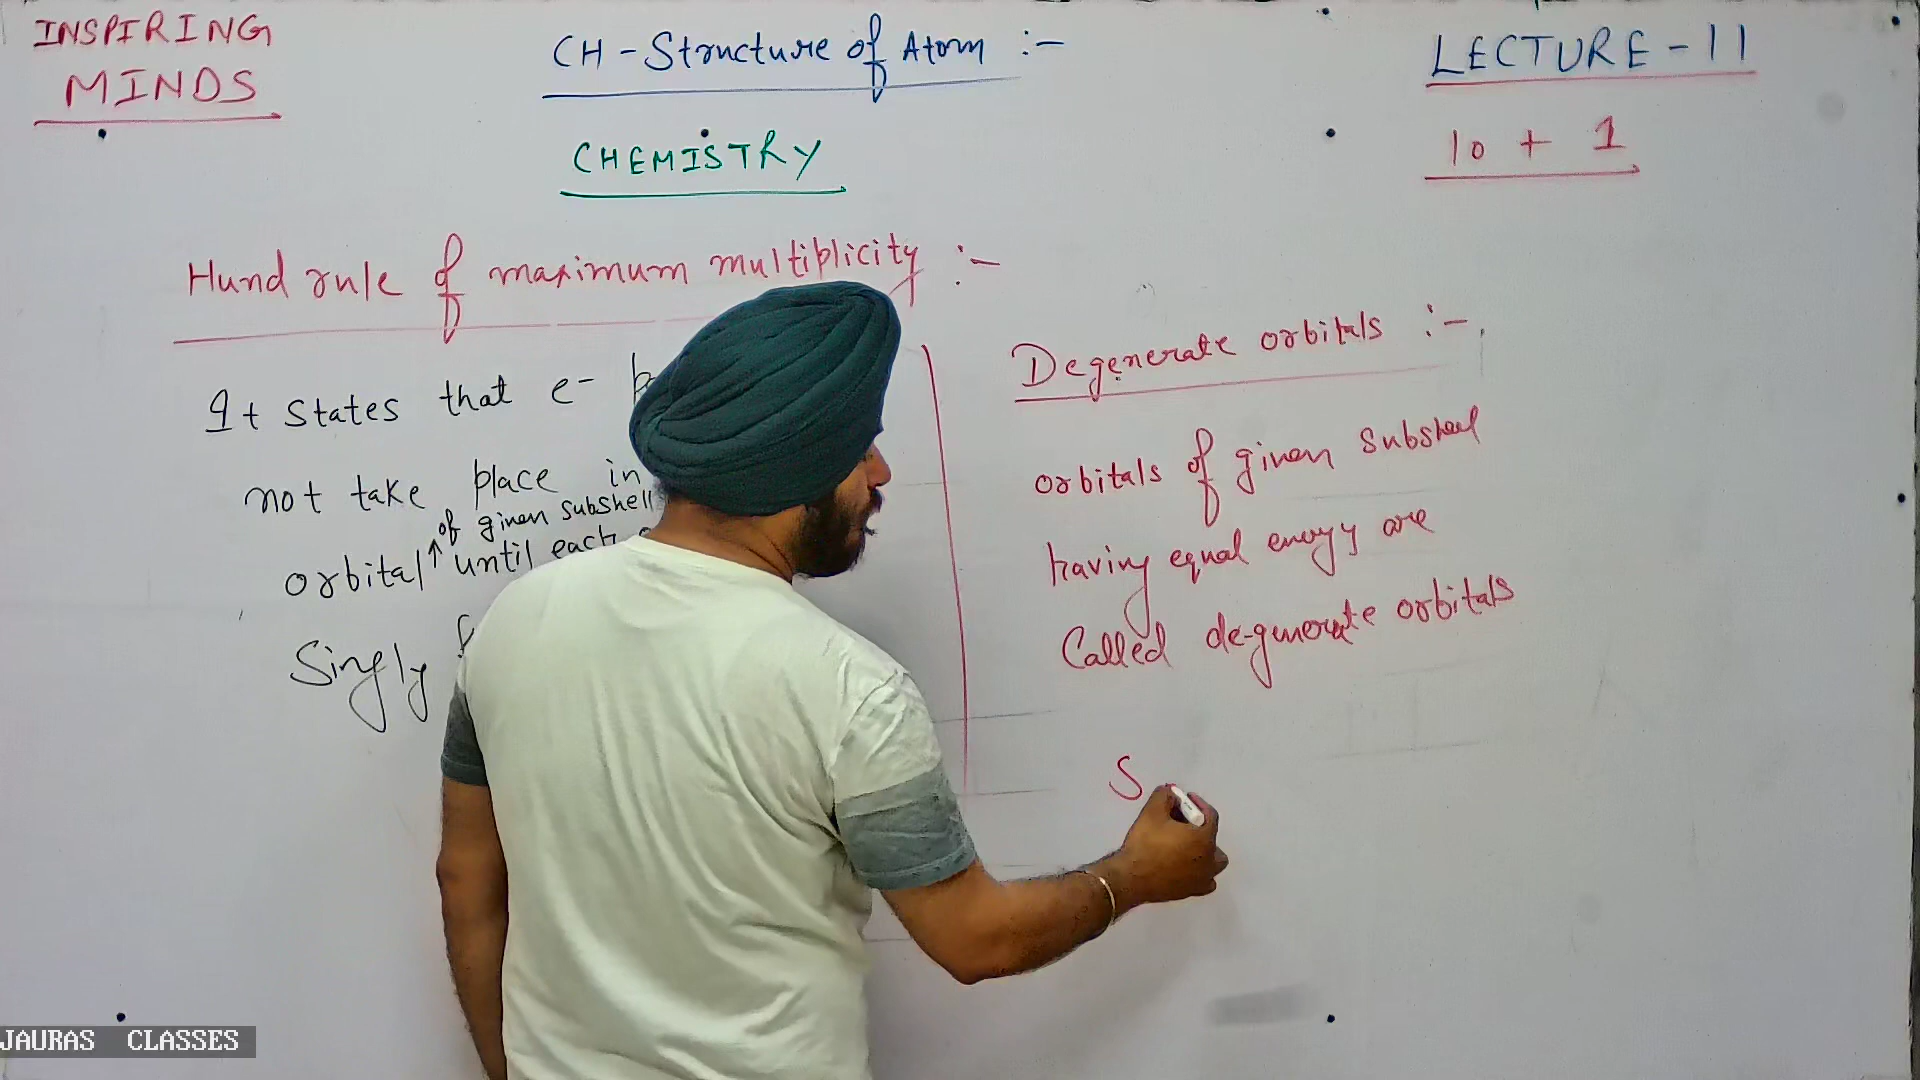 INSPIRING
MINDS
CH - Structure of Atom :-
CHEMISTRY
LECTURE - 11
10 + 1
Hund rule of maximum multiplicity :-
It states that e-
not take place in
of given subshell
orbital until each
Singly
Degenerate orbitals :-
orbitals of given subshell
having equal energy are
Called de-generate orbitals
S
JAURAS CLASSES